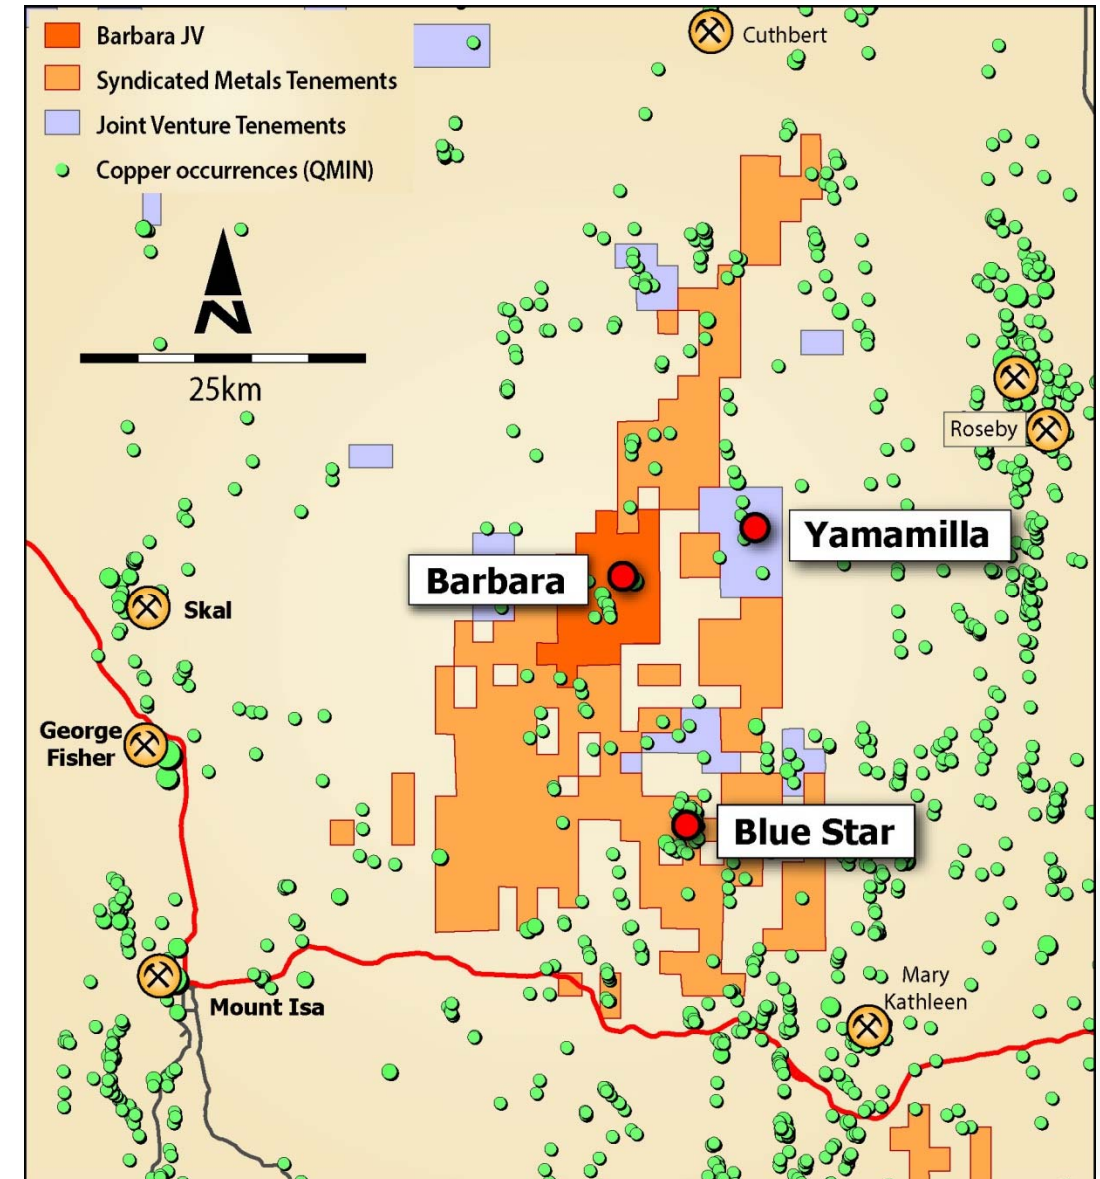 Barbara JV
Syndicated Metals Tenements
Joint Venture Tenements
Copper occurrences (QMIN)
Cuthbert
N
25km
Roseby
Yamamilla
Barbara
Skal
George
Fisher
Blue Star
Mary
Kathleen
Mount Isa